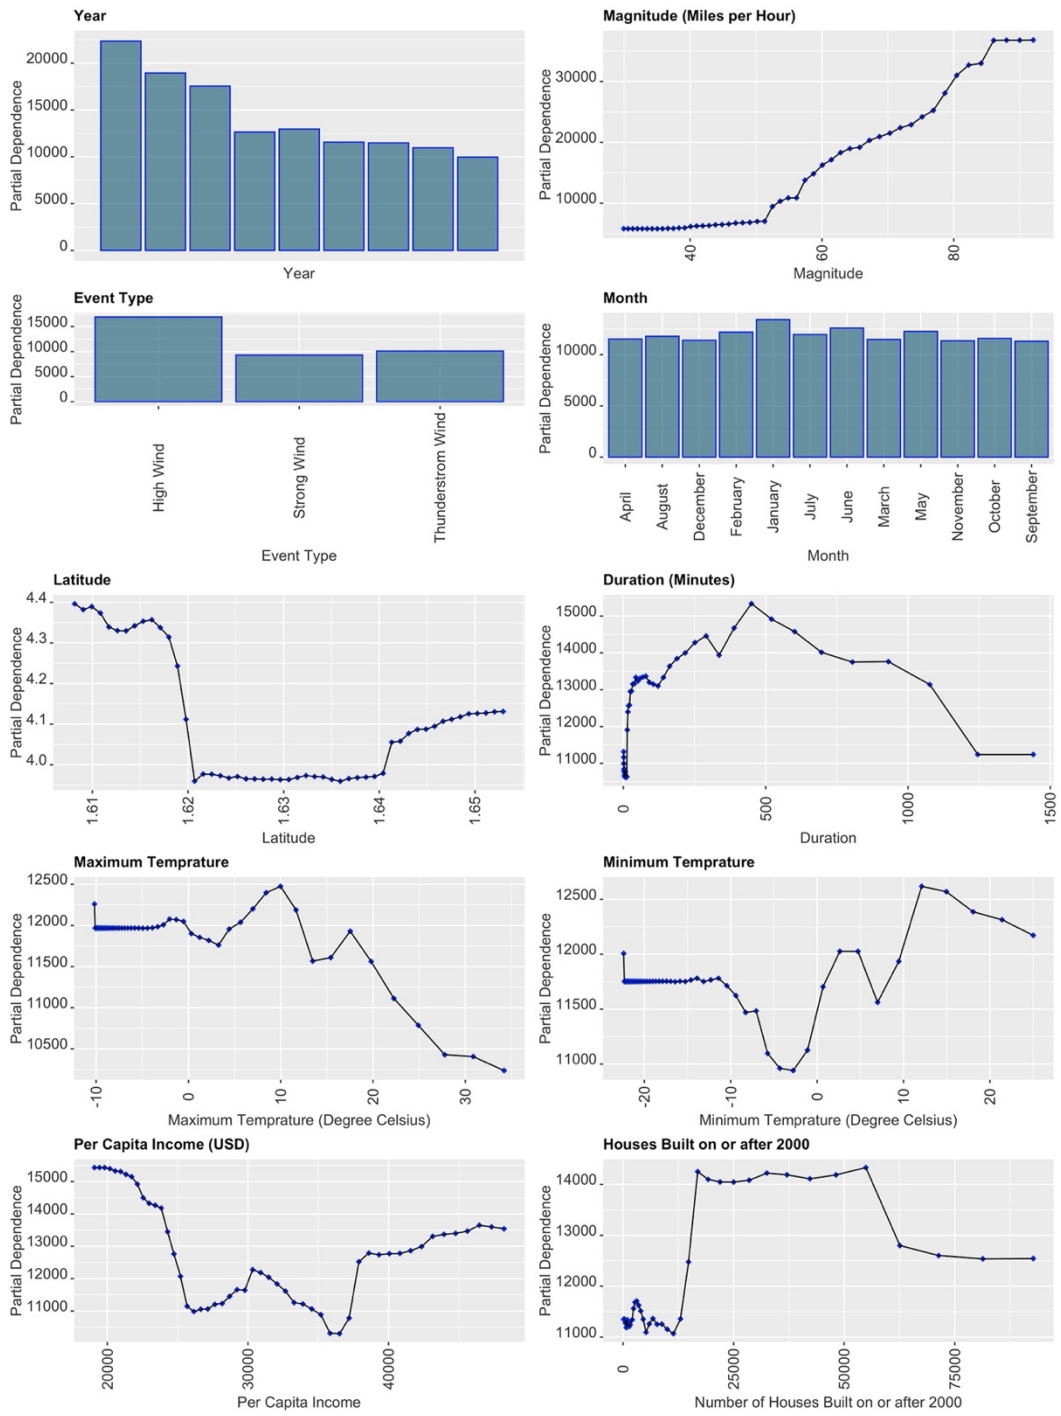 Year
Partial Dependence
20000
15000
10000
5000
0
Year
Magnitude (Miles per Hour)
Partial Dependence
30000
20000
10000
40
60
80
Magnitude
Event Type
Partial Dependence
15000
10000
5000
0
High Wind
Strong Wind
Thunderstrom Wind
Event Type
Month
Partial Dependence
10000
5000
0
April
August
December
February
January
July
June
March
May
November
October
September
Month
Latitude
Partial Dependence
4.4
4.3
4.2
4.1
4.0
1.61
1.62
1.63
1.64
1.65
Latitude
Duration (Minutes)
Partial Dependence
15000
14000
13000
12000
11000
0
500
1000
1500
Duration
Maximum Temprature
Partial Dependence
12500
12000
11500
11000
10500
-10
0
10
20
30
Maximum Temprature (Degree Celsius)
Minimum Temprature
Partial Dependence
12500
12000
11500
11000
-20
-10
0
10
20
Minimum Temprature (Degree Celsius)
Per Capita Income (USD)
Partial Dependence
15000
14000
13000
12000
11000
20000
30000
40000
Per Capita Income
Houses Built on or after 2000
Partial Dependence
14000
13000
12000
11000
0
25000
50000
75000
Number of Houses Built on or after 2000